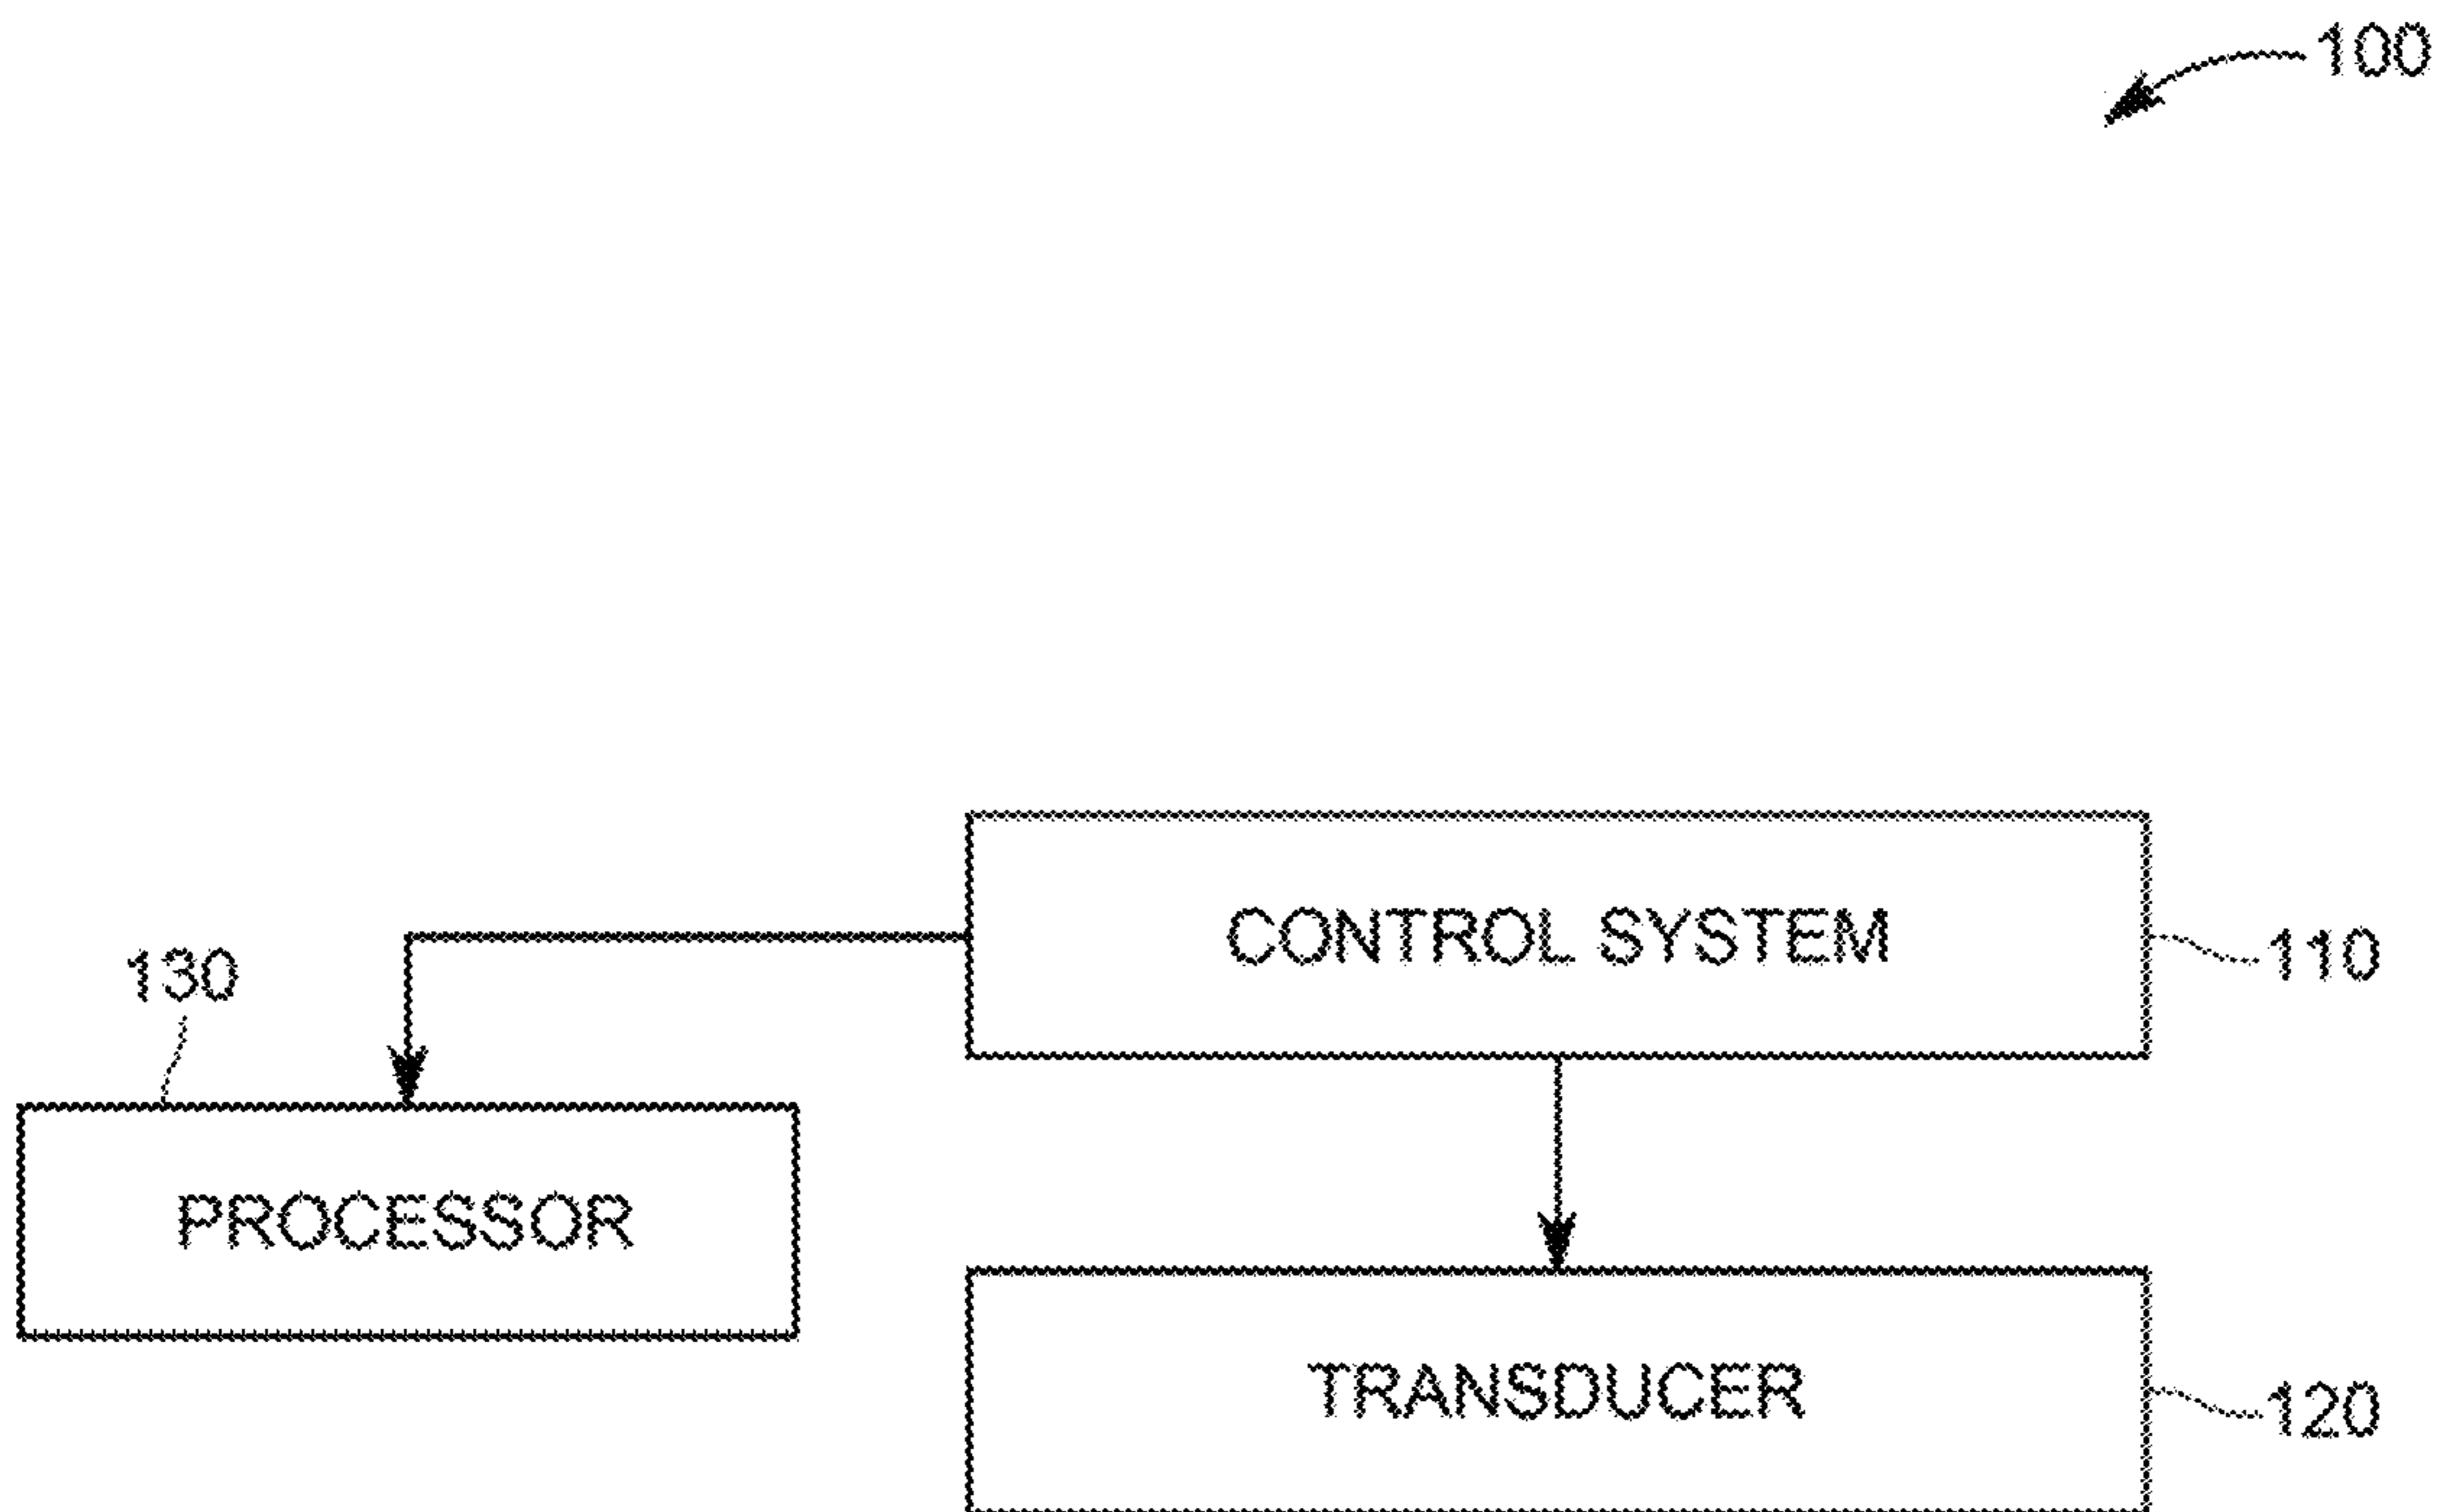 100
CONTROL SYSTEM
110
130
PROCESSOR
TRANSDUCER
120